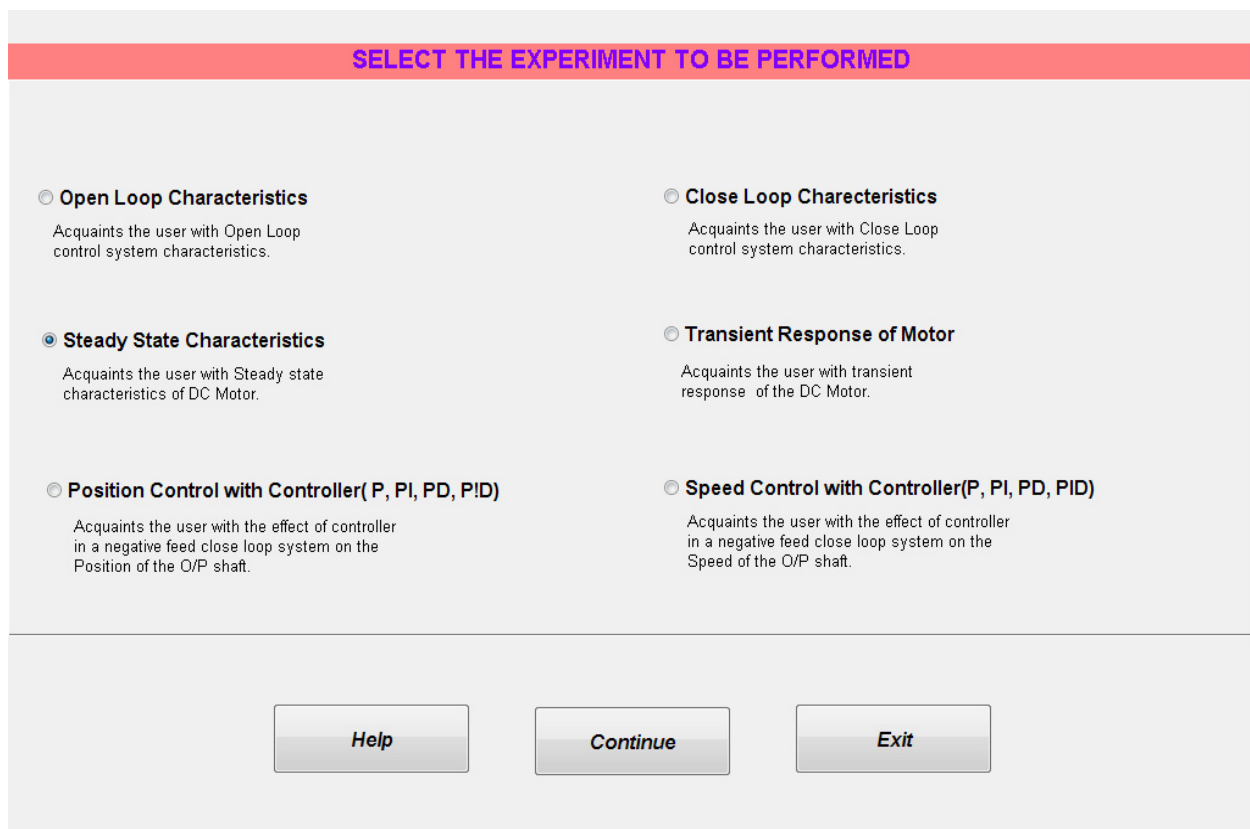 SELECT THE EXPERIMENT TO BE PERFORMED
Open Loop Characteristics
Acquaints the user with Open Loop
control system characteristics.
Close Loop Charecteristics
Acquaints the user with Close Loop
control system characteristics.
Steady State Characteristics
Acquaints the user with Steady state
characteristics of DC Motor.
Transient Response of Motor
Acquaints the user with transient
response of the DC Motor.
Position Control with Controller( P, PI, PD, P!D)
Acquaints the user with the effect of controller
in a negative feed close loop system on the
Position of the O/P shaft.
Speed Control with Controller(P, PI, PD, PID)
Acquaints the user with the effect of controller
in a negative feed close loop system on the
Speed of the O/P shaft.
Help
Continue
Exit